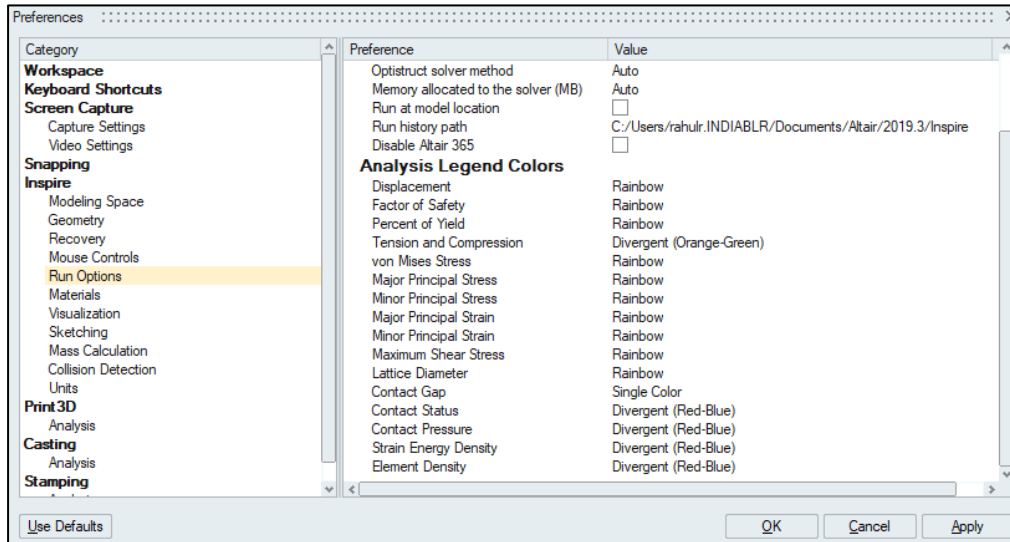 Preferences
Category
Workspace
Keyboard Shortcuts
Screen Capture
Capture Settings
Video Settings
Snapping
Inspire
Modeling Space
Geometry
Recovery
Mouse Controls
Run Options
Materials
Visualization
Sketching
Mass Calculation
Collision Detection
Units
Print3D
Analysis
Casting
Analysis
Stamping
Preference Value
Optistruct solver method Auto
Memory allocated to the solver (MB) Auto
Run at model location
Run history path C:/Users/rahulr.INDIABLR/Documents/Altair/2019.3/Inspire
Disable Altair 365
Analysis Legend Colors
Displacement Rainbow
Factor of Safety Rainbow
Percent of Yield Rainbow
Tension and Compression Divergent (Orange-Green)
von Mises Stress Rainbow
Major Principal Stress Rainbow
Minor Principal Stress Rainbow
Major Principal Strain Rainbow
Minor Principal Strain Rainbow
Maximum Shear Stress Rainbow
Lattice Diameter Rainbow
Contact Gap Single Color
Contact Status Divergent (Red-Blue)
Contact Pressure Divergent (Red-Blue)
Strain Energy Density Divergent (Red-Blue)
Element Density Divergent (Red-Blue)
Use Defaults OK Cancel Apply